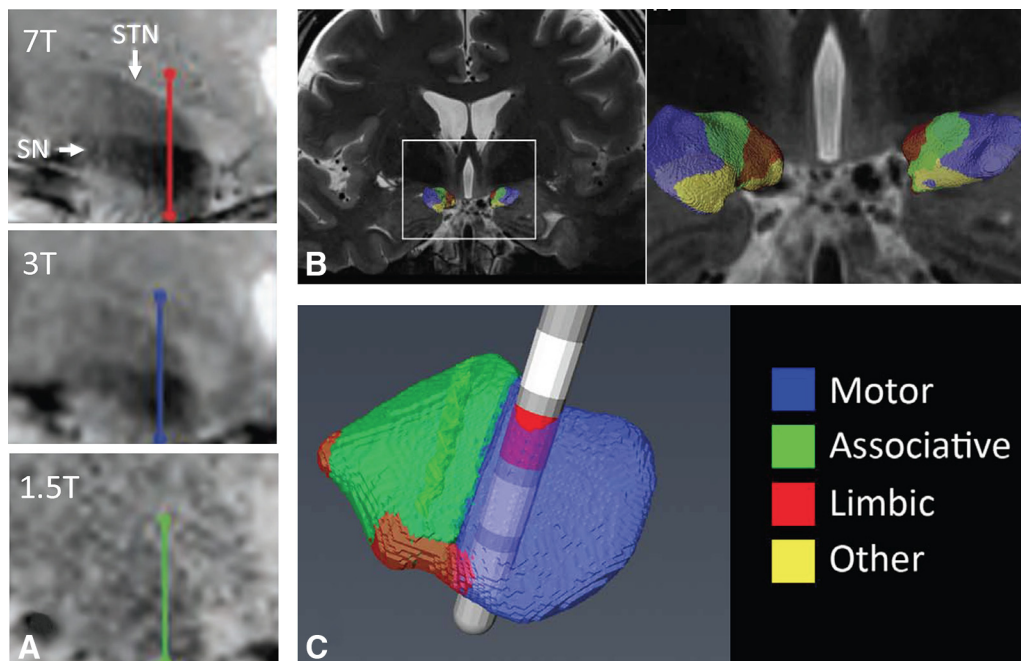 7T
STN
SN
3T
1.5T
A
B
C
Motor
Associative
Limbic
Other